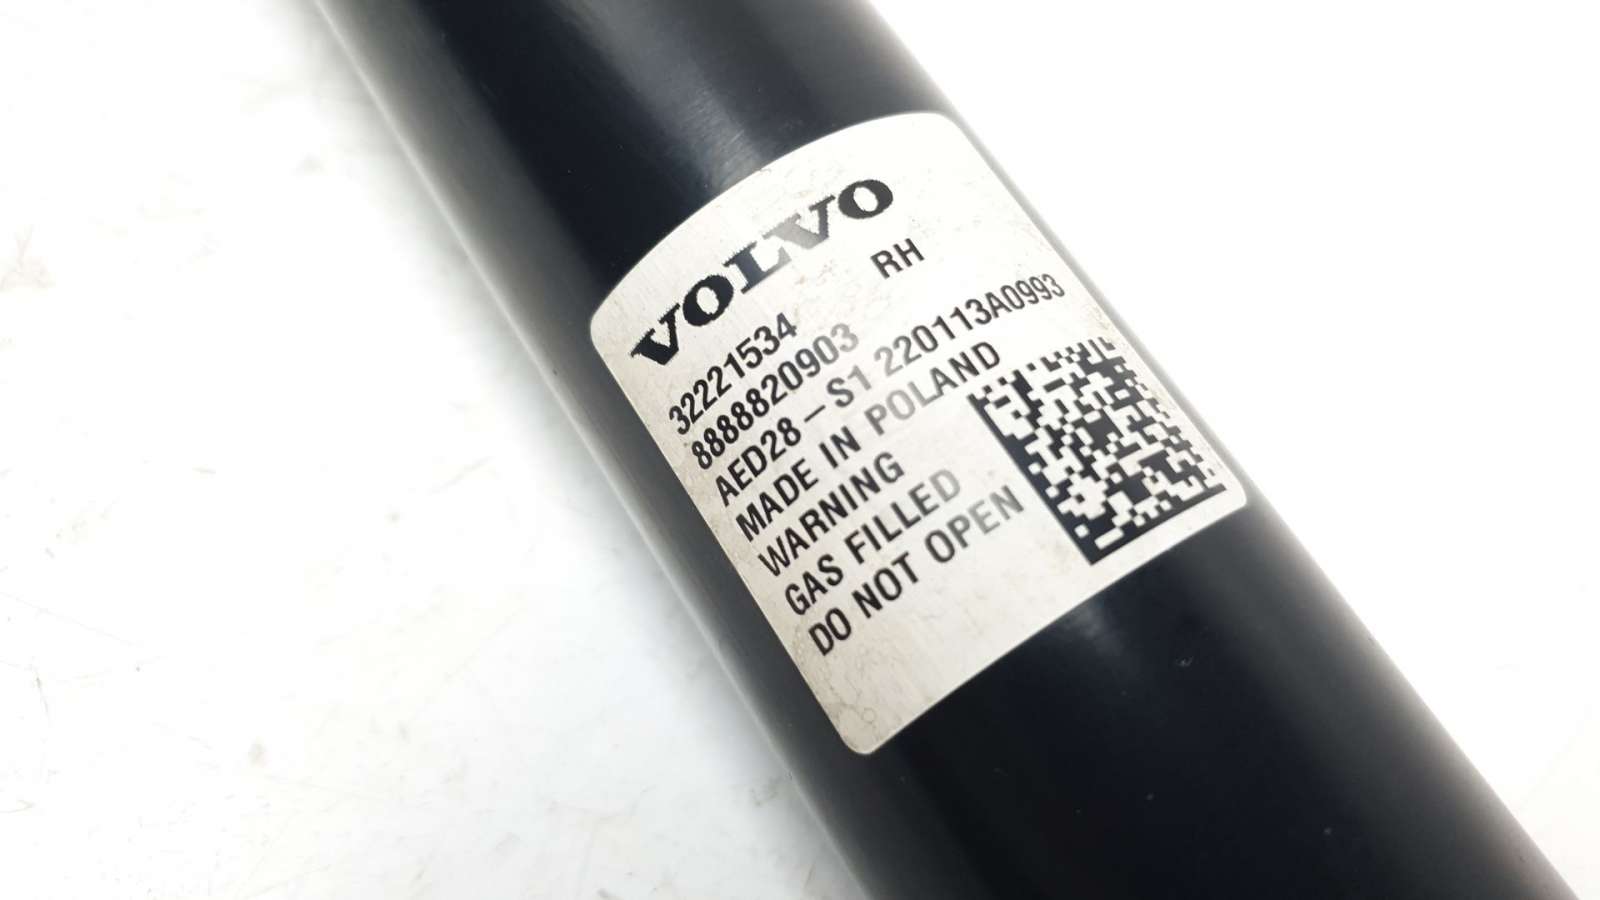 VOLVO
RH
32221534
8888820903
AED28-S1 220113A0993
MADE IN POLAND
WARNING
GAS FILLED
DO NOT OPEN